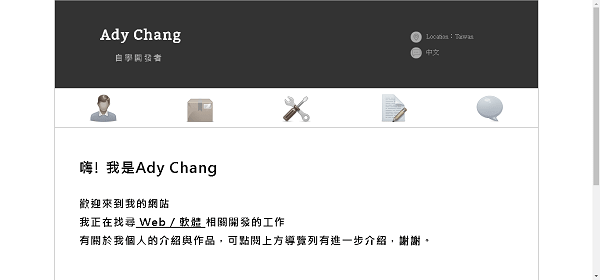 Ady Chang
自學開發者
Location：Taiwan
中文
嗨! 我是Ady Chang
歡迎來到我的網站
我正在找尋 Web / 軟體 相關開發的工作
有關於我個人的介紹與作品，可點閱上方導覽列有進一步介紹，謝謝。